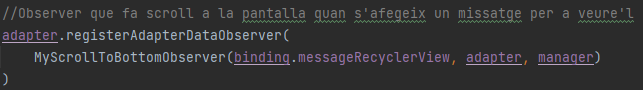 //Observer que fa scroll a la pantalla quan s'afegeix un missatge per a veure'l
adapter.registerAdapterDataObserver(
MyScrollToBottomObserver(binding.messageRecyclerView, adapter, manager)
)